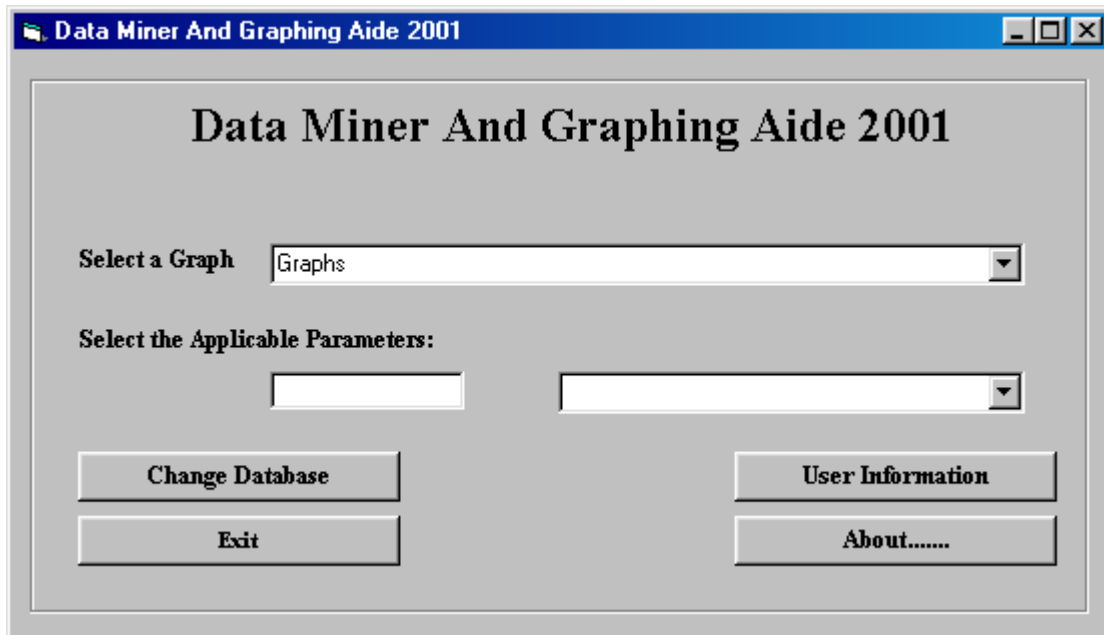 Data Miner And Graphing Aide 2001
Data Miner And Graphing Aide 2001
Select a Graph
Graphs
Select the Applicable Parameters:
Change Database
User Information
Exit
About.......